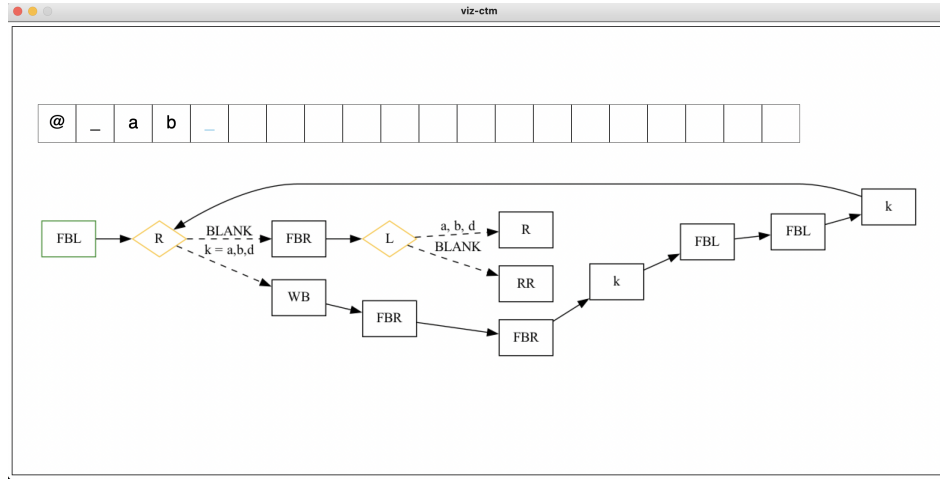 viz-ctm
@ _ a b _
k
BLANK a, b, d
FBL R FBR L R FBL FBL
k = a,b,d BLANK
WB RR k
FBR FBR